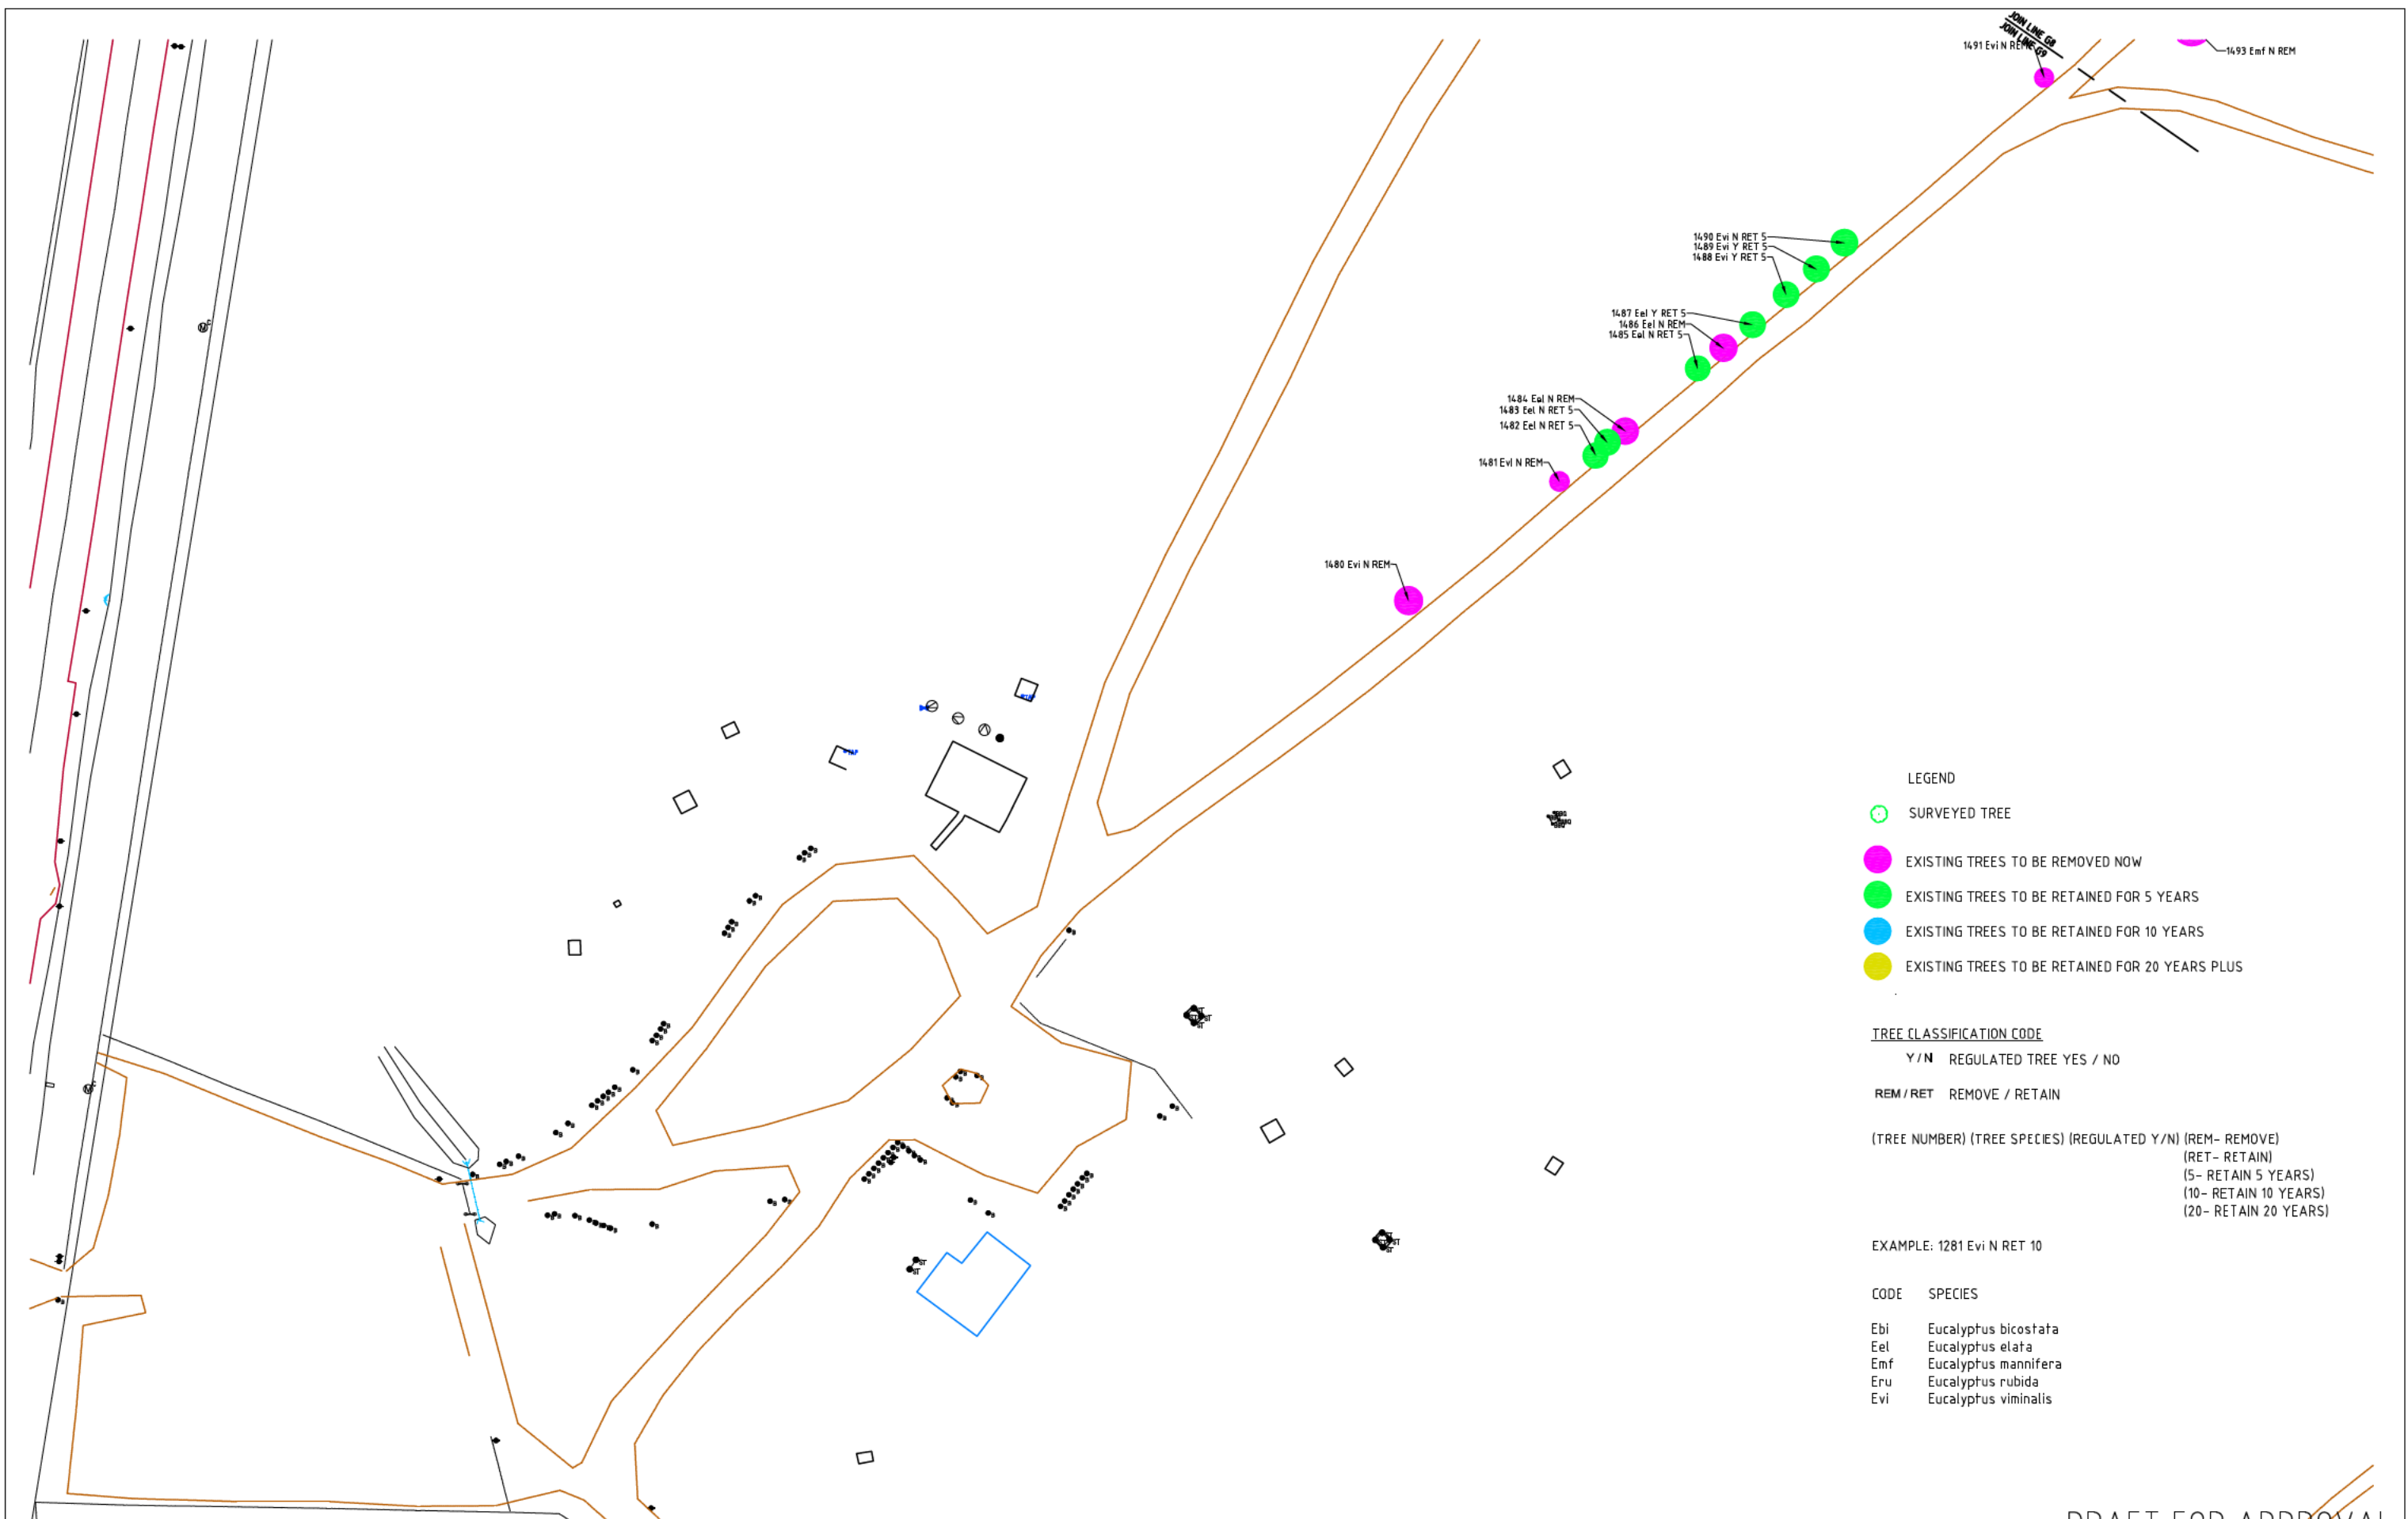 JOIN LINE G8
JOIN LINE G9
1491 Evi N REM
1493 Emf N REM
1490 Evi N RET 5
1489 Evi Y RET 5
1488 Evi Y RET 5
1487 Eel Y RET 5
1486 Eel N REM
1485 Eel N RET 5
1484 Eel N REM
1483 Eel N RET 5
1482 Eel N RET 5
1481 Evi N REM
1480 Evi N REM
TAP
TAP
LEGEND
SURVEYED TREE
EXISTING TREES TO BE REMOVED NOW
EXISTING TREES TO BE RETAINED FOR 5 YEARS
EXISTING TREES TO BE RETAINED FOR 10 YEARS
EXISTING TREES TO BE RETAINED FOR 20 YEARS PLUS
TREE CLASSIFICATION CODE
Y/N REGULATED TREE YES / NO
REM/RET REMOVE / RETAIN
(TREE NUMBER) (TREE SPECIES) (REGULATED Y/N) (REM- REMOVE)
(RET- RETAIN)
(5- RETAIN 5 YEARS)
(10- RETAIN 10 YEARS)
(20- RETAIN 20 YEARS)
EXAMPLE: 1281 Evi N RET 10
CODE SPECIES
Ebi Eucalyptus bicostata
Eel Eucalyptus elata
Emf Eucalyptus mannifera
Eru Eucalyptus rubida
Evi Eucalyptus viminalis
DRAFT FOR APPROVAL